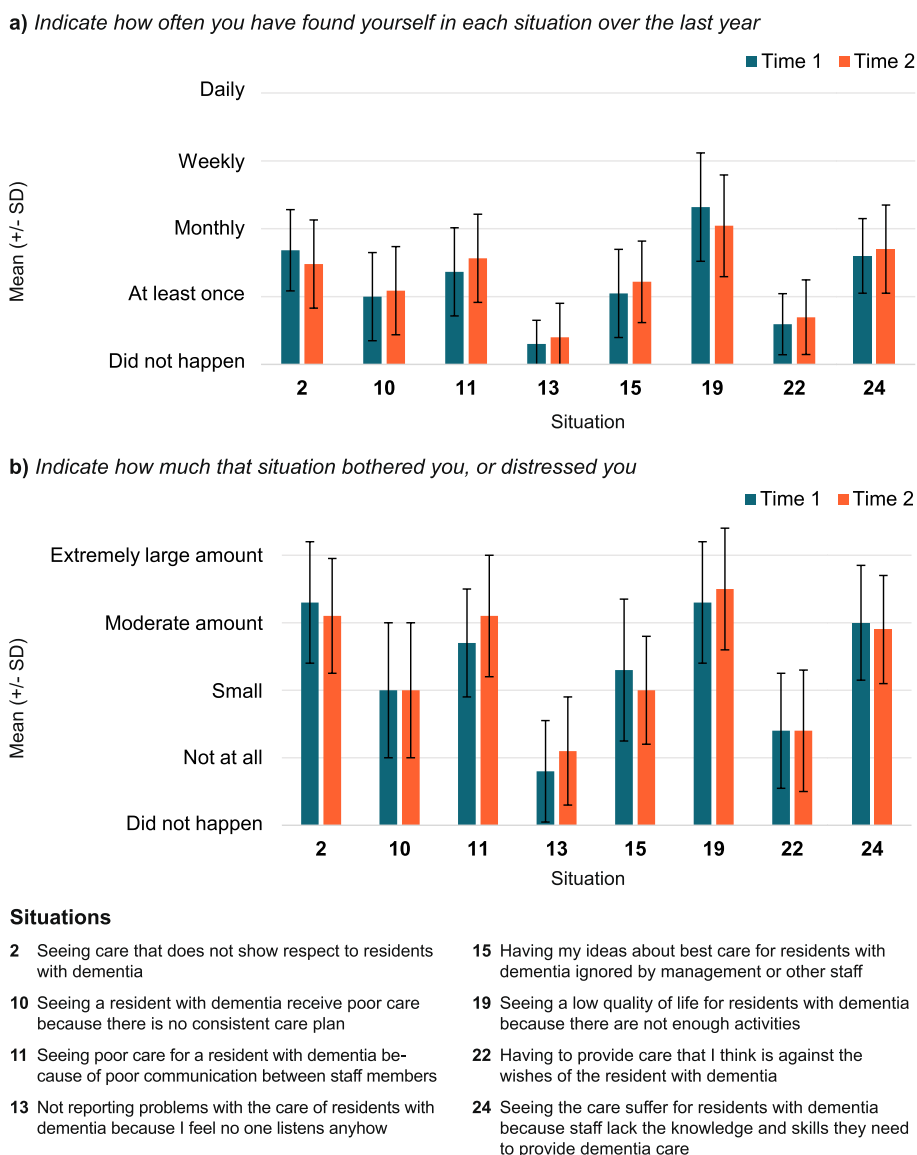 a) Indicate how often you have found yourself in each situation over the last year
Time 1 Time 2
Daily
Weekly
Monthly
At least once
Did not happen
Mean (+/- SD)
2 10 11 13 15 19 22 24
Situation
b) Indicate how much that situation bothered you, or distressed you
Time 1 Time 2
Extremely large amount
Moderate amount
Small
Not at all
Did not happen
Mean (+/- SD)
2 10 11 13 15 19 22 24
Situation
Situations
2 Seeing care that does not show respect to residents
with dementia
10 Seeing a resident with dementia receive poor care
because there is no consistent care plan
11 Seeing poor care for a resident with dementia be-
cause of poor communication between staff members
13 Not reporting problems with the care of residents with
dementia because I feel no one listens anyhow
15 Having my ideas about best care for residents with
dementia ignored by management or other staff
19 Seeing a low quality of life for residents with dementia
because there are not enough activities
22 Having to provide care that I think is against the
wishes of the resident with dementia
24 Seeing the care suffer for residents with dementia
because staff lack the knowledge and skills they need
to provide dementia care